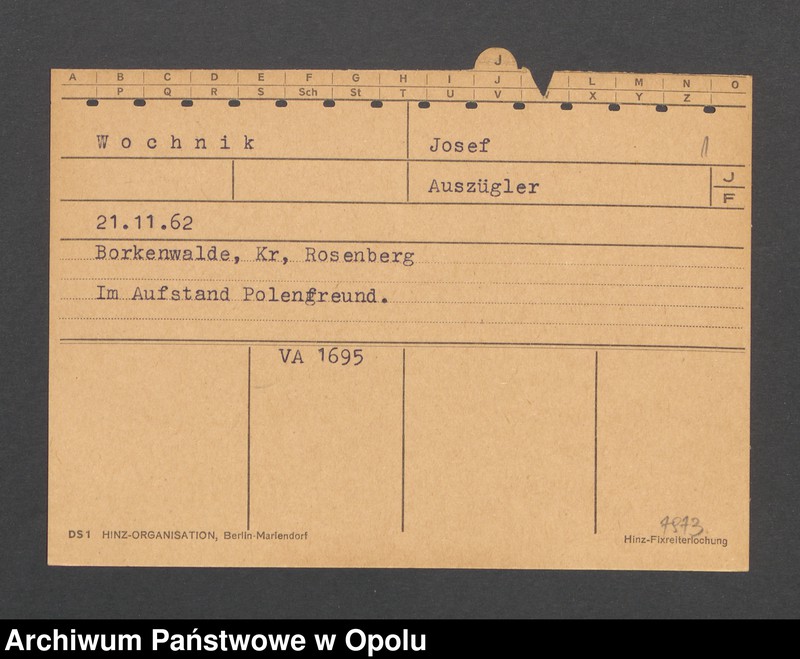 J
A B C D E F G H I J L M N O
P Q R S Sch St T U V X Y Z
Wochnik Josef
Auszügler J
F
21.11.62
Borkenwalde, Kr, Rosenberg
Im Aufstand Polenfreund.
VA 1695
4943.
DS1 HINZ-ORGANISATION, Berlin-Mariendorf Hinz-Fixreiterlochung
Archiwum Państwowe w Opolu